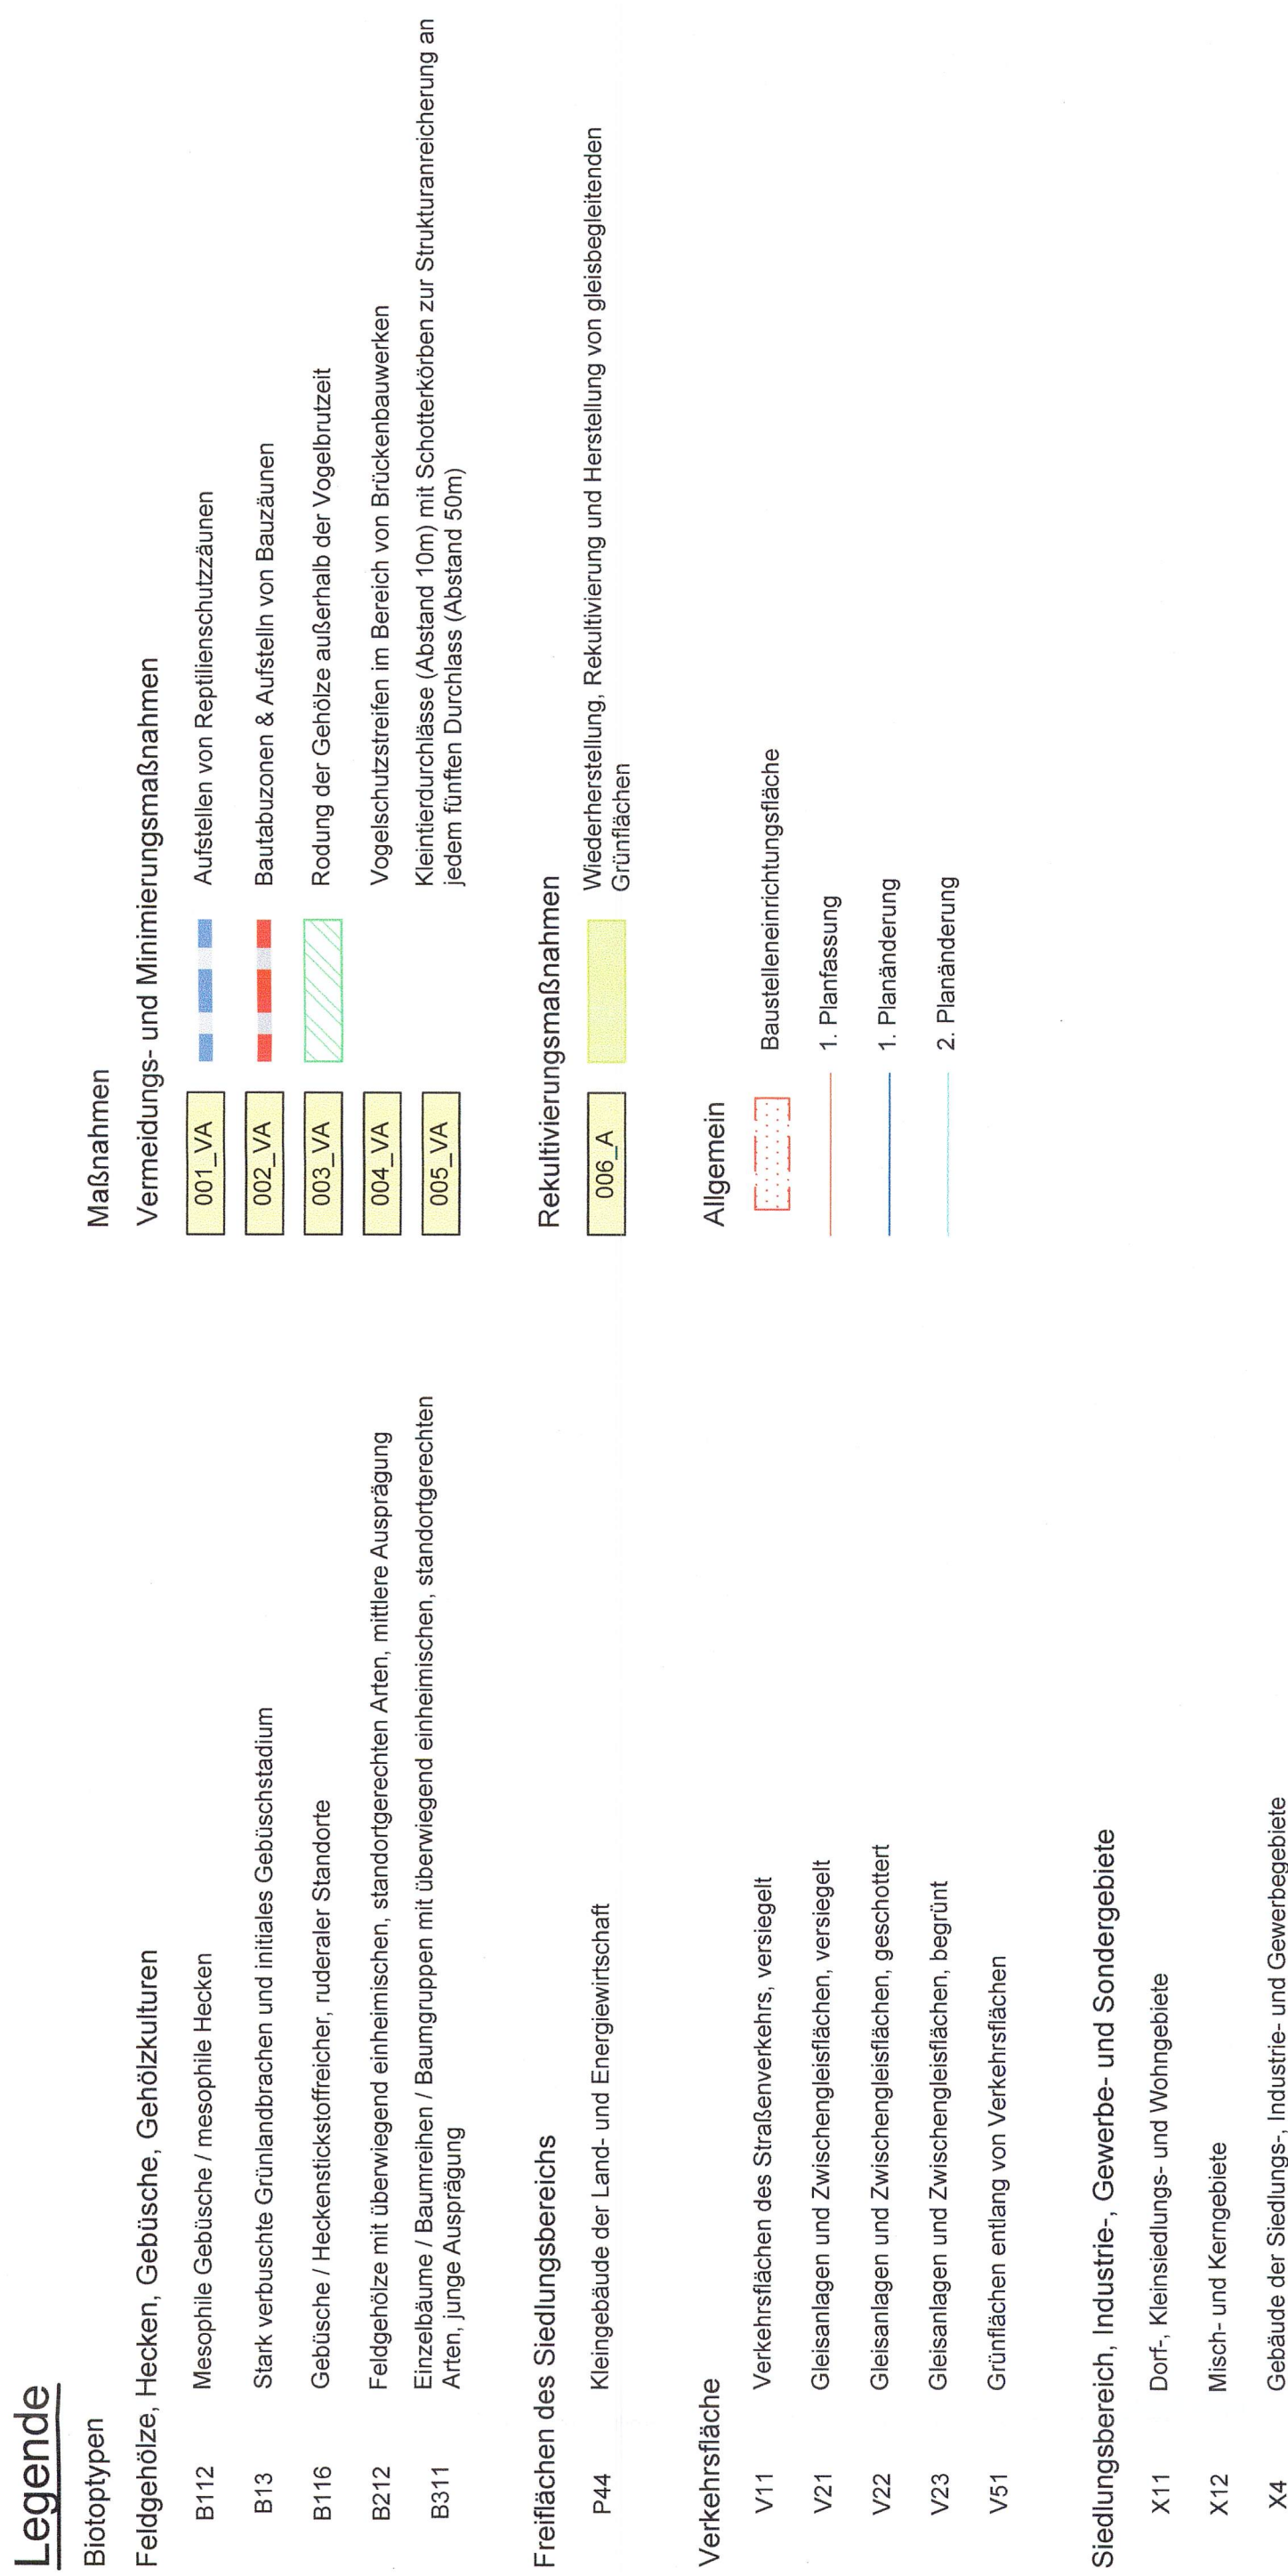 Legende
Biotoptypen
Feldgehölze, Hecken, Gebüsche, Gehölzkulturen
B112 Mesophile Gebüsche / mesophile Hecken
B13 Stark verbuschte Grünlandbrachen und initiales Gebüschstadium
B116 Gebüsche / Heckenstickstoffreicher, ruderaler Standorte
B212 Feldgehölze mit überwiegend einheimischen, standortgerechten Arten, mittlere Ausprägung
B311 Einzelbäume / Baumreihen / Baumgruppen mit überwiegend einheimischen, standortgerechten
Arten, junge Ausprägung
Freiflächen des Siedlungsbereichs
P44 Kleingebäude der Land- und Energiewirtschaft
Verkehrsfläche
V11 Verkehrsflächen des Straßenverkehrs, versiegelt
V21 Gleisanlagen und Zwischengleisflächen, versiegelt
V22 Gleisanlagen und Zwischengleisflächen, geschottert
V23 Gleisanlagen und Zwischengleisflächen, begrünt
V51 Grünflächen entlang von Verkehrsflächen
Siedlungsbereich, Industrie-, Gewerbe- und Sondergebiete
X11 Dorf-, Kleinsiedlungs- und Wohngebiete
X12 Misch- und Kerngebiete
X4 Gebäude der Siedlungs-, Industrie- und Gewerbegebiete
Maßnahmen
Vermeidungs- und Minimierungsmaßnahmen
001_VA Aufstellen von Reptilienschutzzäunen
002_VA Bautabuzonen & Aufstelln von Bauzäunen
003_VA Rodung der Gehölze außerhalb der Vogelbrutzeit
004_VA Vogelschutzstreifen im Bereich von Brückenbauwerken
005_VA Kleintierdurchlässe (Abstand 10m) mit Schotterkörben zur Strukturanreicherung an
jedem fünften Durchlass (Abstand 50m)
Rekultivierungsmaßnahmen
006_A Wiederherstellung, Rekultivierung und Herstellung von gleisbegleitenden
Grünflächen
Allgemein
Baustelleneinrichtungsfläche
1. Planfassung
1. Planänderung
2. Planänderung